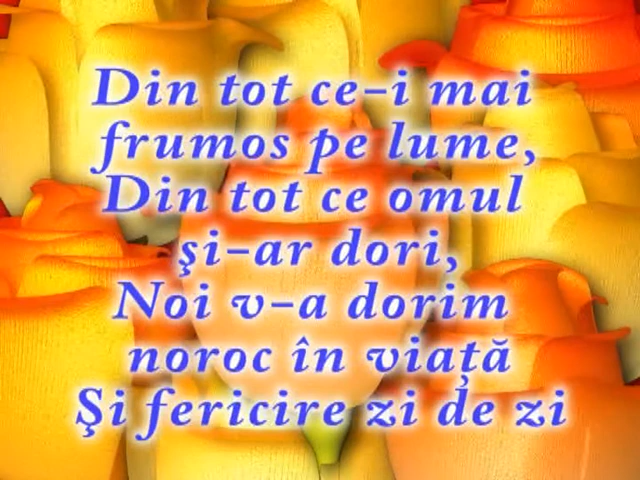 Din tot ce-i mai
frumos pe lume,
Din tot ce omul
şi-ar dori,
Noi v-a dorim
noroc în viaţă
Şi fericire zi de zi